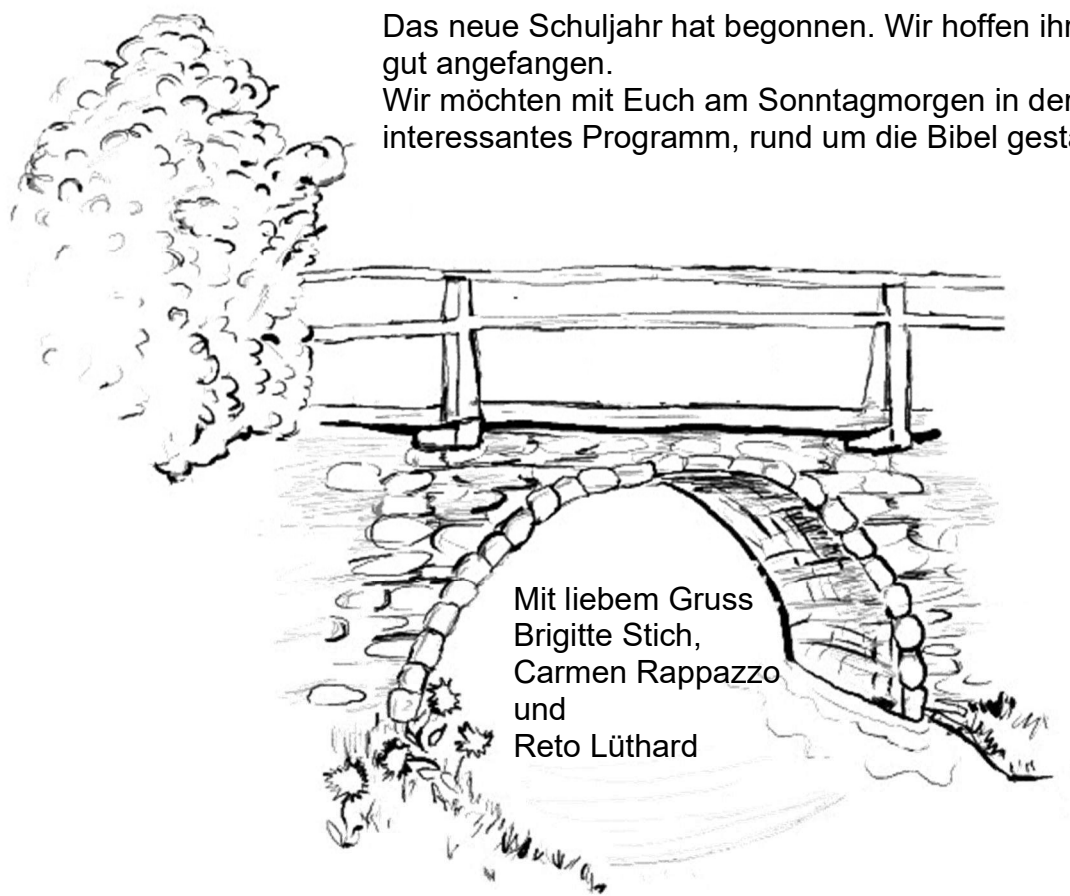 Das neue Schuljahr hat begonnen. Wir hoffen ihr
gut angefangen.
Wir möchten mit Euch am Sonntagmorgen in der
interessantes Programm, rund um die Bibel
Mit liebem Gruss
Brigitte Stich,
Carmen Rappazzo
und
Reto Lüthard